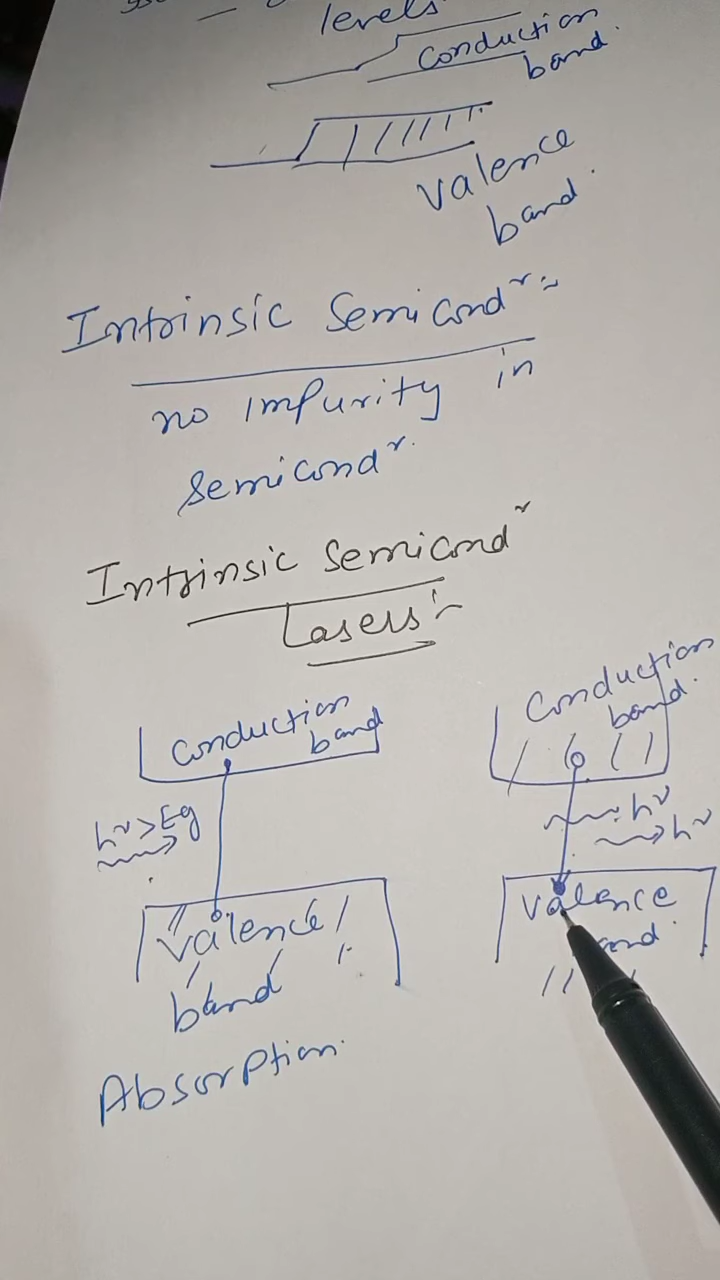 levels
Conduction
band.
Valence
band.
Intrinsic Semicondr :-
no impurity in
semicondr.
Intrinsic Semicondr
Lasers :-
Conduction
band
Conduction
band.
hν>Eg
hν
hν
Valence
band
Valence
Absorption.